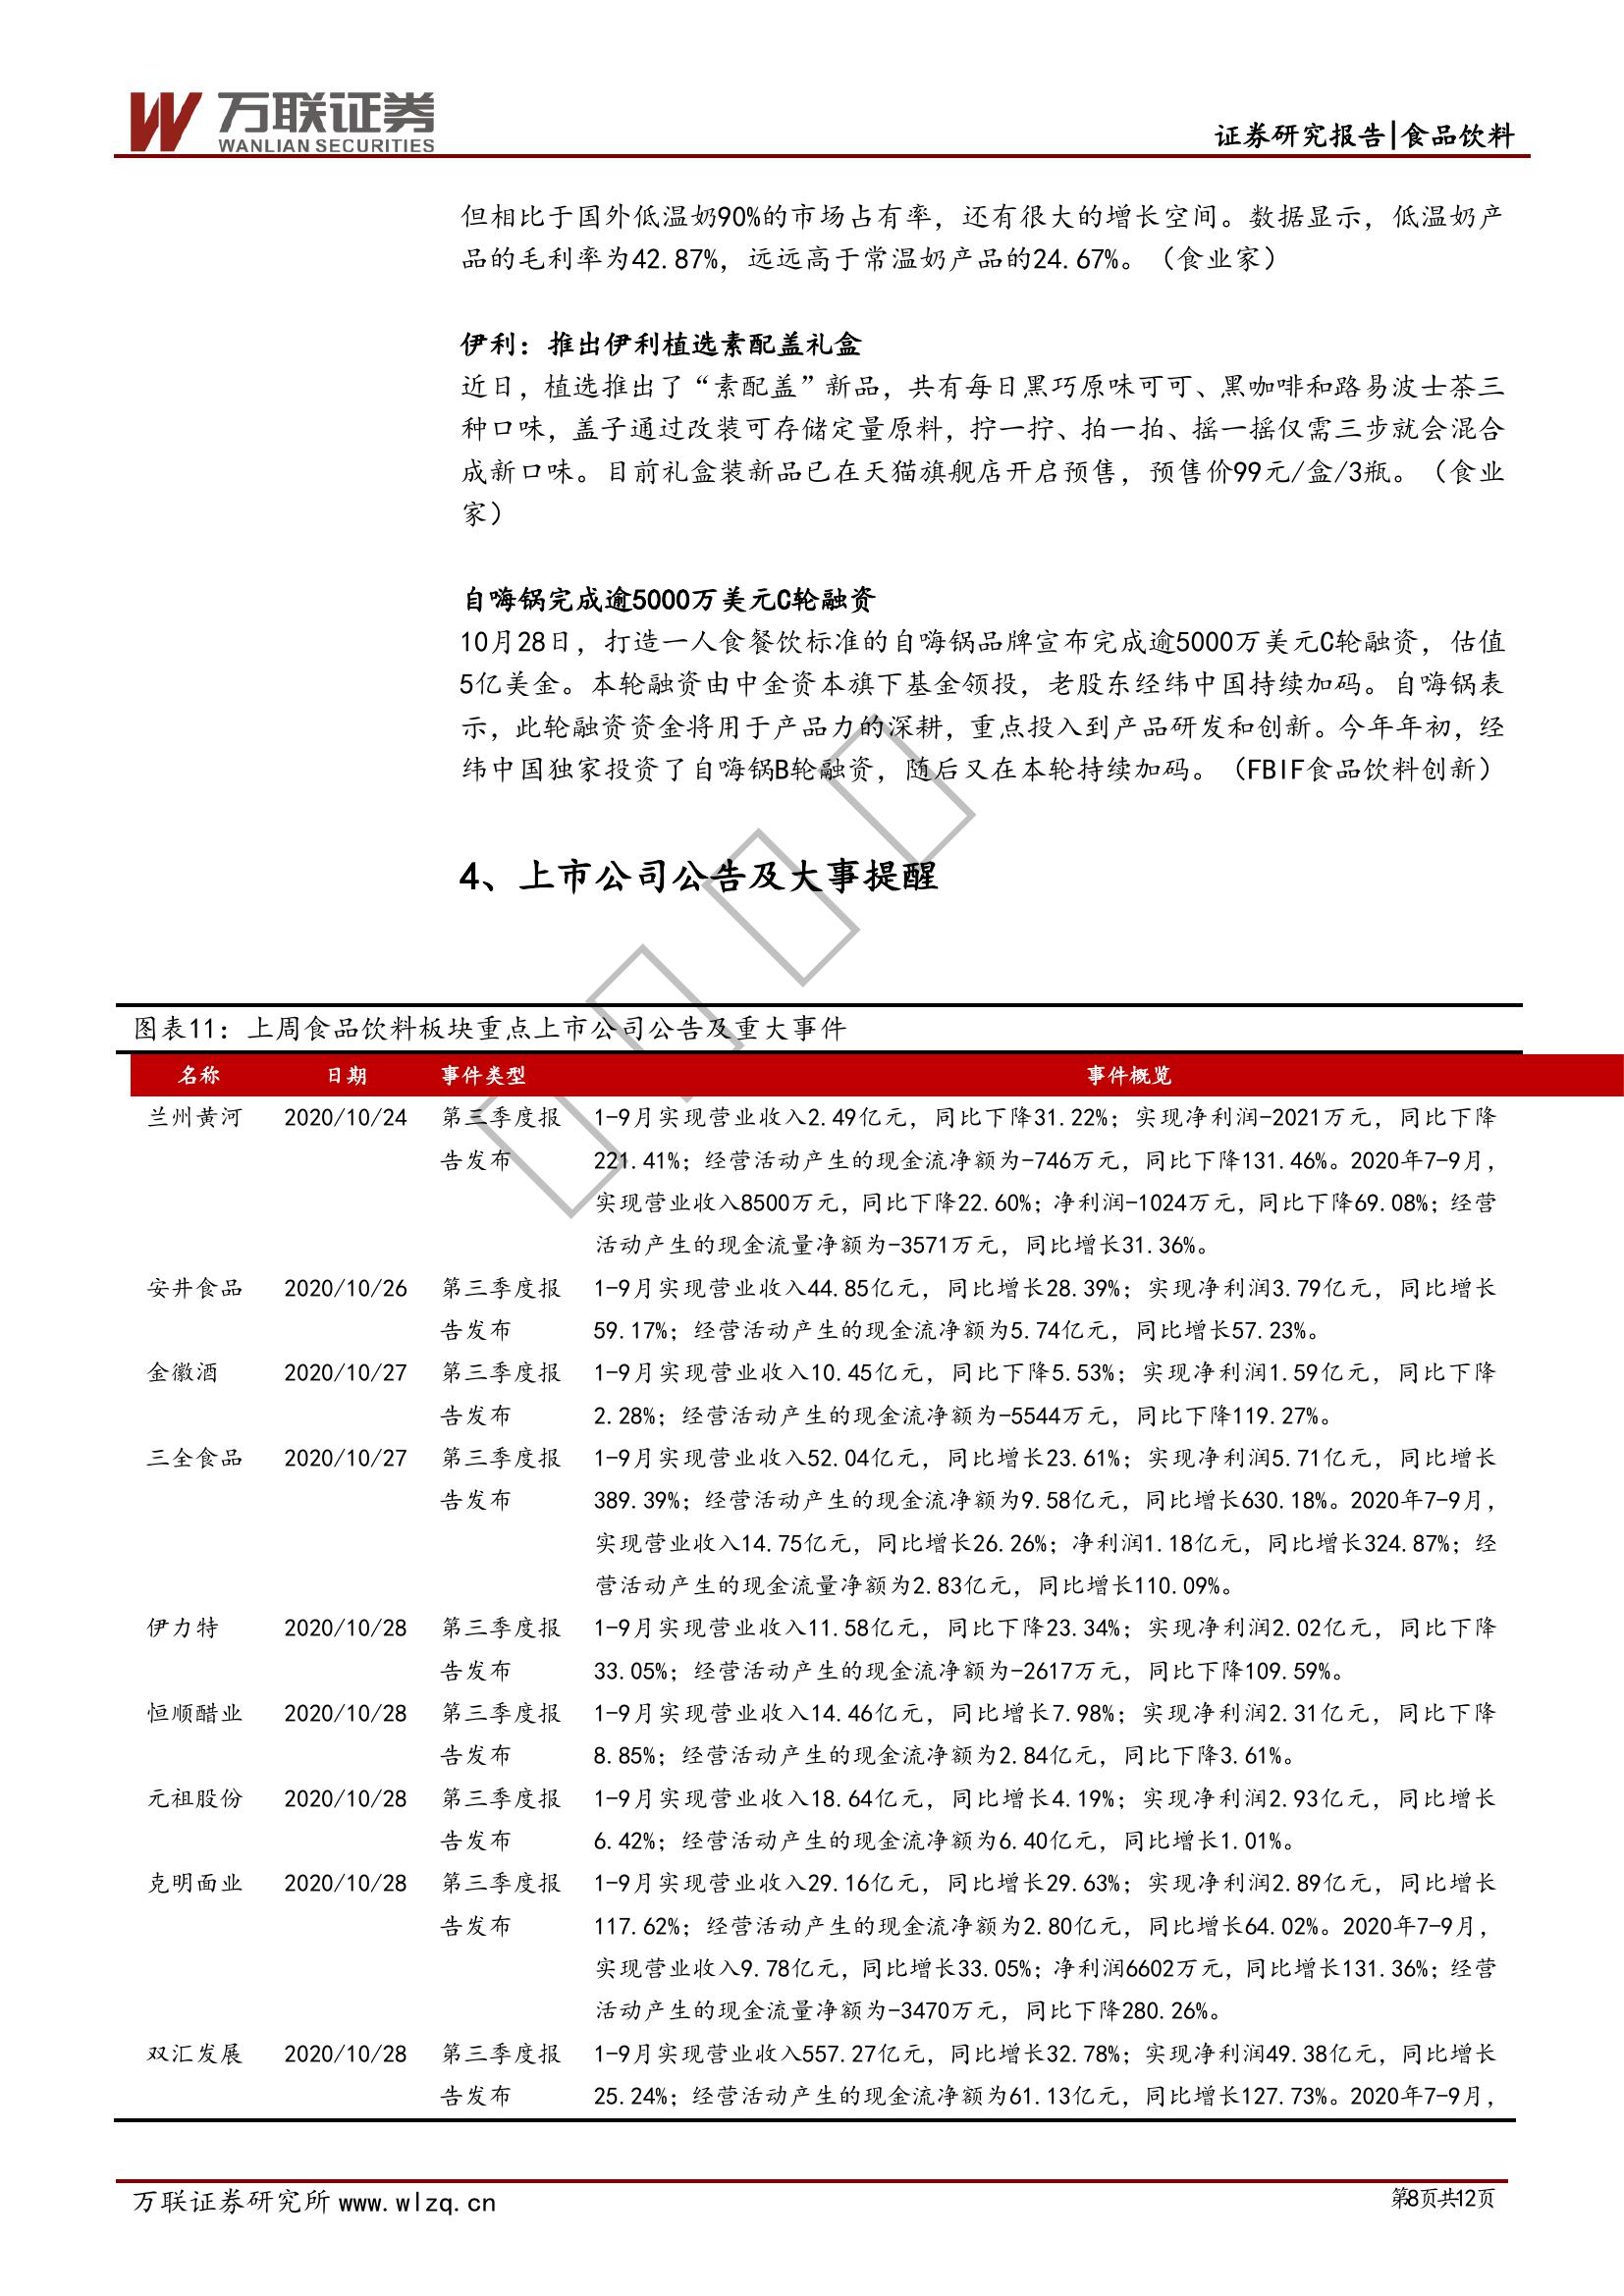 万联证券
WANLIAN SECURITIES
证券研究报告|食品饮料
但相比于国外低温奶90%的市场占有率，还有很大的增长空间。数据显示，低温奶产
品的毛利率为42.87%，远远高于常温奶产品的24.67%。（食业家）
伊利：推出伊利植选素配盖礼盒
近日，植选推出了“素配盖”新品，共有每日黑巧原味可可、黑咖啡和路易波士茶三
种口味，盖子通过改装可存储定量原料，拧一拧、拍一拍、摇一摇仅需三步就会混合
成新口味。目前礼盒装新品已在天猫旗舰店开启预售，预售价99元/盒/3瓶。（食业
家）
自嗨锅完成逾5000万美元C轮融资
10月28日，打造一人食餐饮标准的自嗨锅品牌宣布完成逾5000万美元C轮融资，估值
5亿美金。本轮融资由中金资本旗下基金领投，老股东经纬中国持续加码。自嗨锅表
示，此轮融资资金将用于产品力的深耕，重点投入到产品研发和创新。今年年初，经
纬中国独家投资了自嗨锅B轮融资，随后又在本轮持续加码。（FBIF食品饮料创新）
4、上市公司公告及大事提醒
图表11：上周食品饮料板块重点上市公司公告及重大事件
名称 日期 事件类型 事件概览
兰州黄河 2020/10/24 第三季度报 1-9月实现营业收入2.49亿元，同比下降31.22%；实现净利润-2021万元，同比下降
告发布 221.41%；经营活动产生的现金流净额为-746万元，同比下降131.46%。2020年7-9月，
实现营业收入8500万元，同比下降22.60%；净利润-1024万元，同比下降69.08%；经营
活动产生的现金流量净额为-3571万元，同比增长31.36%。
安井食品 2020/10/26 第三季度报 1-9月实现营业收入44.85亿元，同比增长28.39%；实现净利润3.79亿元，同比增长
告发布 59.17%；经营活动产生的现金流净额为5.74亿元，同比增长57.23%。
金徽酒 2020/10/27 第三季度报 1-9月实现营业收入10.45亿元，同比下降5.53%；实现净利润1.59亿元，同比下降
告发布 2.28%；经营活动产生的现金流净额为-5544万元，同比下降119.27%。
三全食品 2020/10/27 第三季度报 1-9月实现营业收入52.04亿元，同比增长23.61%；实现净利润5.71亿元，同比增长
告发布 389.39%；经营活动产生的现金流净额为9.58亿元，同比增长630.18%。2020年7-9月，
实现营业收入14.75亿元，同比增长26.26%；净利润1.18亿元，同比增长324.87%；经
营活动产生的现金流量净额为2.83亿元，同比增长110.09%。
伊力特 2020/10/28 第三季度报 1-9月实现营业收入11.58亿元，同比下降23.34%；实现净利润2.02亿元，同比下降
告发布 33.05%；经营活动产生的现金流净额为-2617万元，同比下降109.59%。
恒顺醋业 2020/10/28 第三季度报 1-9月实现营业收入14.46亿元，同比增长7.98%；实现净利润2.31亿元，同比下降
告发布 8.85%；经营活动产生的现金流净额为2.84亿元，同比下降3.61%。
元祖股份 2020/10/28 第三季度报 1-9月实现营业收入18.64亿元，同比增长4.19%；实现净利润2.93亿元，同比增长
告发布 6.42%；经营活动产生的现金流净额为6.40亿元，同比增长1.01%。
克明面业 2020/10/28 第三季度报 1-9月实现营业收入29.16亿元，同比增长29.63%；实现净利润2.89亿元，同比增长
告发布 117.62%；经营活动产生的现金流净额为2.80亿元，同比增长64.02%。2020年7-9月，
实现营业收入9.78亿元，同比增长33.05%；净利润6602万元，同比增长131.36%；经营
活动产生的现金流量净额为-3470万元，同比下降280.26%。
双汇发展 2020/10/28 第三季度报 1-9月实现营业收入557.27亿元，同比增长32.78%；实现净利润49.38亿元，同比增长
告发布 25.24%；经营活动产生的现金流净额为61.13亿元，同比增长127.73%。2020年7-9月，
万联证券研究所 www.wlzq.cn 第8页共12页